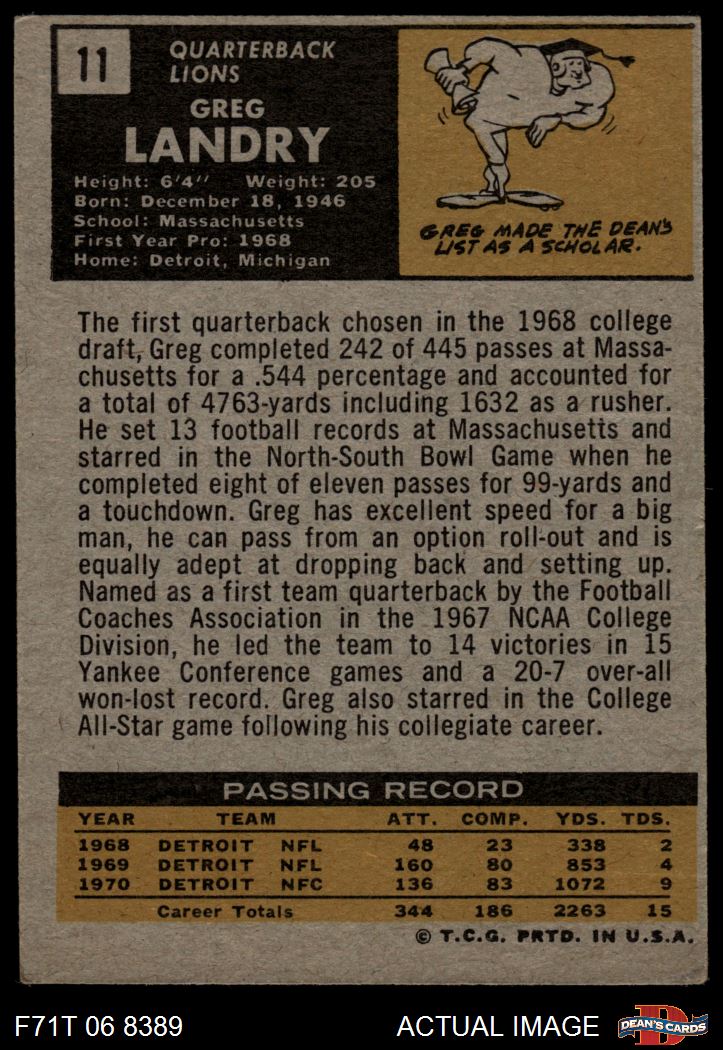 11
QUARTERBACK
LIONS
GREG
LANDRY
Height: 6'4'' Weight: 205
Born: December 18, 1946
School: Massachusetts
First Year Pro: 1968
Home: Detroit, Michigan
GREG MADE THE DEAN'S
LIST AS A SCHOLAR.
The first quarterback chosen in the 1968 college
draft, Greg completed 242 of 445 passes at Massa-
chusetts for a .544 percentage and accounted for
a total of 4763-yards including 1632 as a rusher.
He set 13 football records at Massachusetts and
starred in the North-South Bowl Game when he
completed eight of eleven passes for 99-yards and
a touchdown. Greg has excellent speed for a big
man, he can pass from an option roll-out and is
equally adept at dropping back and setting up.
Named as a first team quarterback by the Football
Coaches Association in the 1967 NCAA College
Division, he led the team to 14 victories in 15
Yankee Conference games and a 20-7 over-all
won-lost record. Greg also starred in the College
All-Star game following his collegiate career.
PASSING RECORD
YEAR TEAM ATT. COMP. YDS. TDS.
1968 DETROIT NFL 48 23 338 2
1969 DETROIT NFL 160 80 853 4
1970 DETROIT NFC 136 83 1072 9
Career Totals 344 186 2263 15
© T.C.G. PRTD. IN U.S.A.
F71T 06 8389 ACTUAL IMAGE
D
DEAN'S CARDS